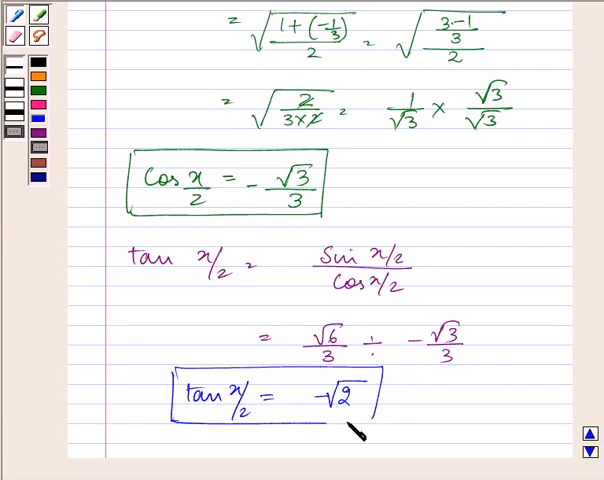 = √((1 + (-1/3))/2) = √(((3-1)/3)/2)
= √(2/(3×2)) = 1/√3 × √3/√3
Cos x/2 = - √3/3
tan x/2 = Sin x/2 / Cos x/2
= √6/3 ÷ - √3/3
tan x/2 = -√2